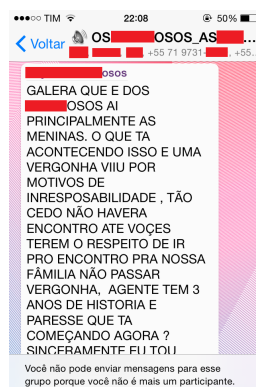 TIM 22:08 50%
Voltar OS OSOS_AS ...
+55 71 9731- , +55..
osos
GALERA QUE E DOS
OSOS AI
PRINCIPALMENTE AS
MENINAS. O QUE TA
ACONTECENDO ISSO E UMA
VERGONHA VIIU POR
MOTIVOS DE
INRESPOSABILIDADE , TÃO
CEDO NÃO HAVERA
ENCONTRO ATE VOÇES
TEREM O RESPEITO DE IR
PRO ENCONTRO PRA NOSSA
FÂMILIA NÃO PASSAR
VERGONHA, AGENTE TEM 3
ANOS DE HISTORIA E
PARESSE QUE TA
COMEÇANDO AGORA ?
SINCERAMENTE EU TOU
Você não pode enviar mensagens para esse
grupo porque você não é mais um participante.